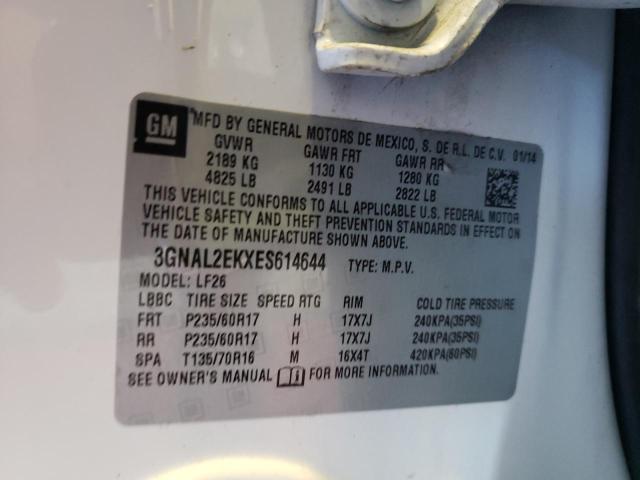 GM
MFD BY GENERAL MOTORS DE MEXICO, S. DE R.L. DE C.V. 01/14
GVWR GAWR FRT GAWR RR
2189 KG 1130 KG 1280 KG
4825 LB 2491 LB 2822 LB
THIS VEHICLE CONFORMS TO ALL APPLICABLE U.S. FEDERAL MOTOR
VEHICLE SAFETY AND THEFT PREVENTION STANDARDS IN EFFECT ON
THE DATE OF MANUFACTURE SHOWN ABOVE.
3GNAL2EKXES614644 TYPE: M.P.V.
MODEL: LF26
LBBC TIRE SIZE SPEED RTG RIM COLD TIRE PRESSURE
FRT P235/60R17 H 17X7J 240KPA(35PSI)
RR P235/60R17 H 17X7J 240KPA(35PSI)
SPA T135/70R16 M 16X4T 420KPA(60PSI)
SEE OWNER'S MANUAL FOR MORE INFORMATION.